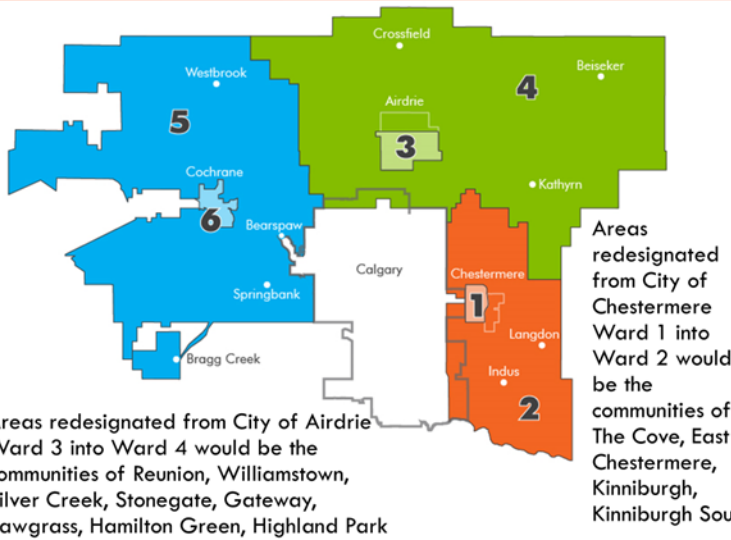 Crossfield
Beiseker
Westbrook
4
Airdrie
5
3
Cochrane
Kathyrn
6
Bearspaw
Calgary
Chestermere
Springbank
1
Langdon
Bragg Creek
Indus
2
Areas
redesignated
from City of
Chestermere
Ward 1 into
Ward 2 would
be the
communities of
The Cove, East
Chestermere,
Kinniburgh,
Kinniburgh Sou
reas redesignated from City of Airdrie
Ward 3 into Ward 4 would be the
ommunities of Reunion, Williamstown,
ilver Creek, Stonegate, Gateway,
awgrass, Hamilton Green, Highland Park